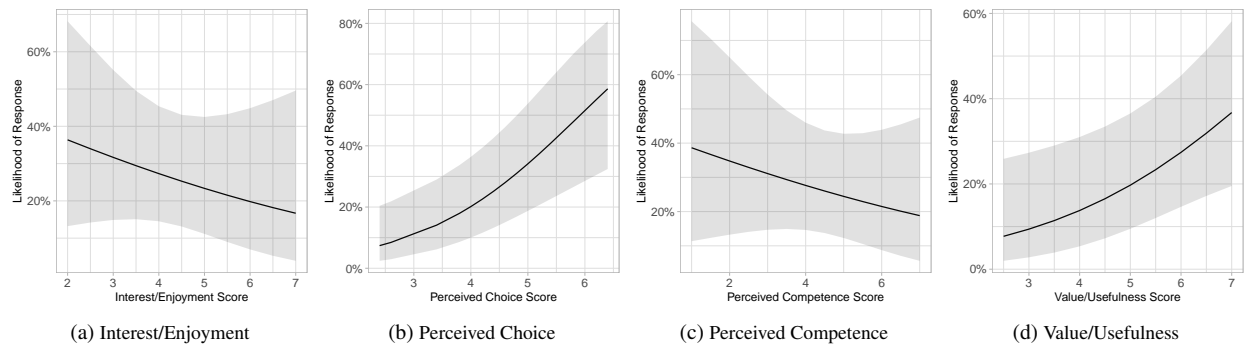 60%
40%
20%
Likelihood of Response
2 3 4 5 6 7
Interest/Enjoyment Score
(a) Interest/Enjoyment
80%
60%
40%
20%
0%
Likelihood of Response
3 4 5 6
Perceived Choice Score
(b) Perceived Choice
60%
40%
20%
Likelihood of Response
2 4 6
Perceived Competence Score
(c) Perceived Competence
60%
40%
20%
0%
Likelihood of Response
3 4 5 6 7
Value/Usefulness Score
(d) Value/Usefulness